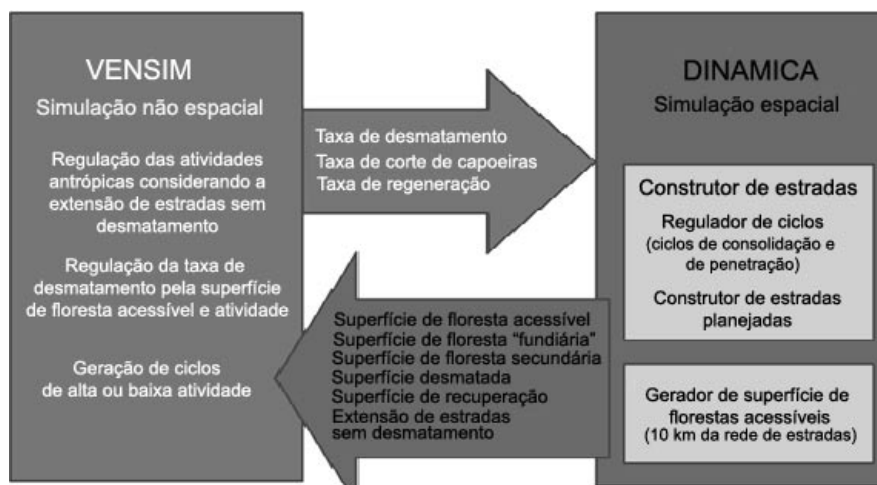 VENSIM
Simulação não espacial
Regulação das atividades
antrópicas considerando a
extensão de estradas sem
desmatamento
Regulação da taxa de
desmatamento pela superfície
de floresta acessível e atividade
Geração de ciclos
de alta ou baixa atividade
Taxa de desmatamento
Taxa de corte de capoeiras
Taxa de regeneração
Superfície de floresta acessível
Superfície de floresta “fundiária”
Superfície de floresta secundária
Superfície desmatada
Superfície de recuperação
Extensão de estradas
sem desmatamento
DINAMICA
Simulação espacial
Construtor de estradas
Regulador de ciclos
(ciclos de consolidação e
de penetração)
Construtor de estradas
planejadas
Gerador de superfície de
florestas acessíveis
(10 km da rede de estradas)